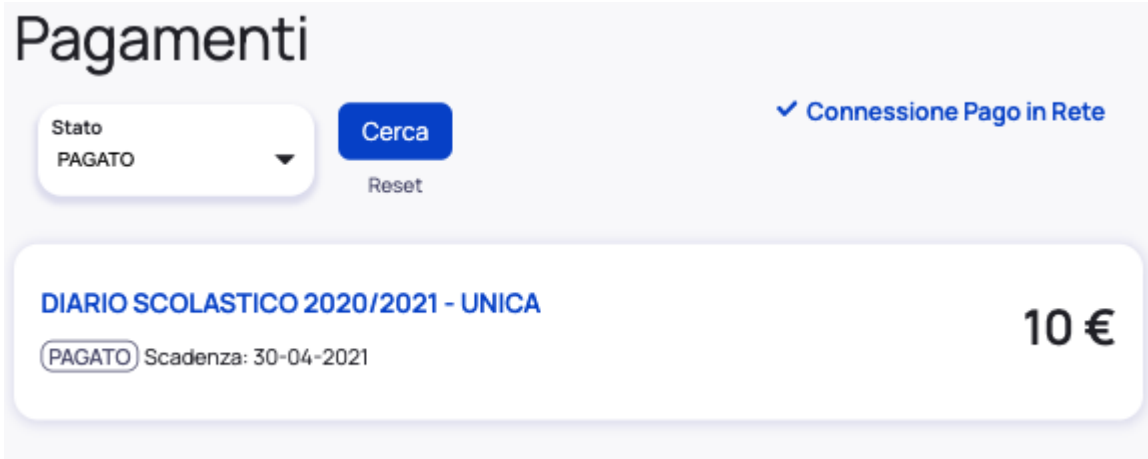 Pagamenti
Stato
PAGATO
Cerca
Reset
Connessione Pago in Rete
DIARIO SCOLASTICO 2020/2021 - UNICA
10 €
PAGATO Scadenza: 30-04-2021